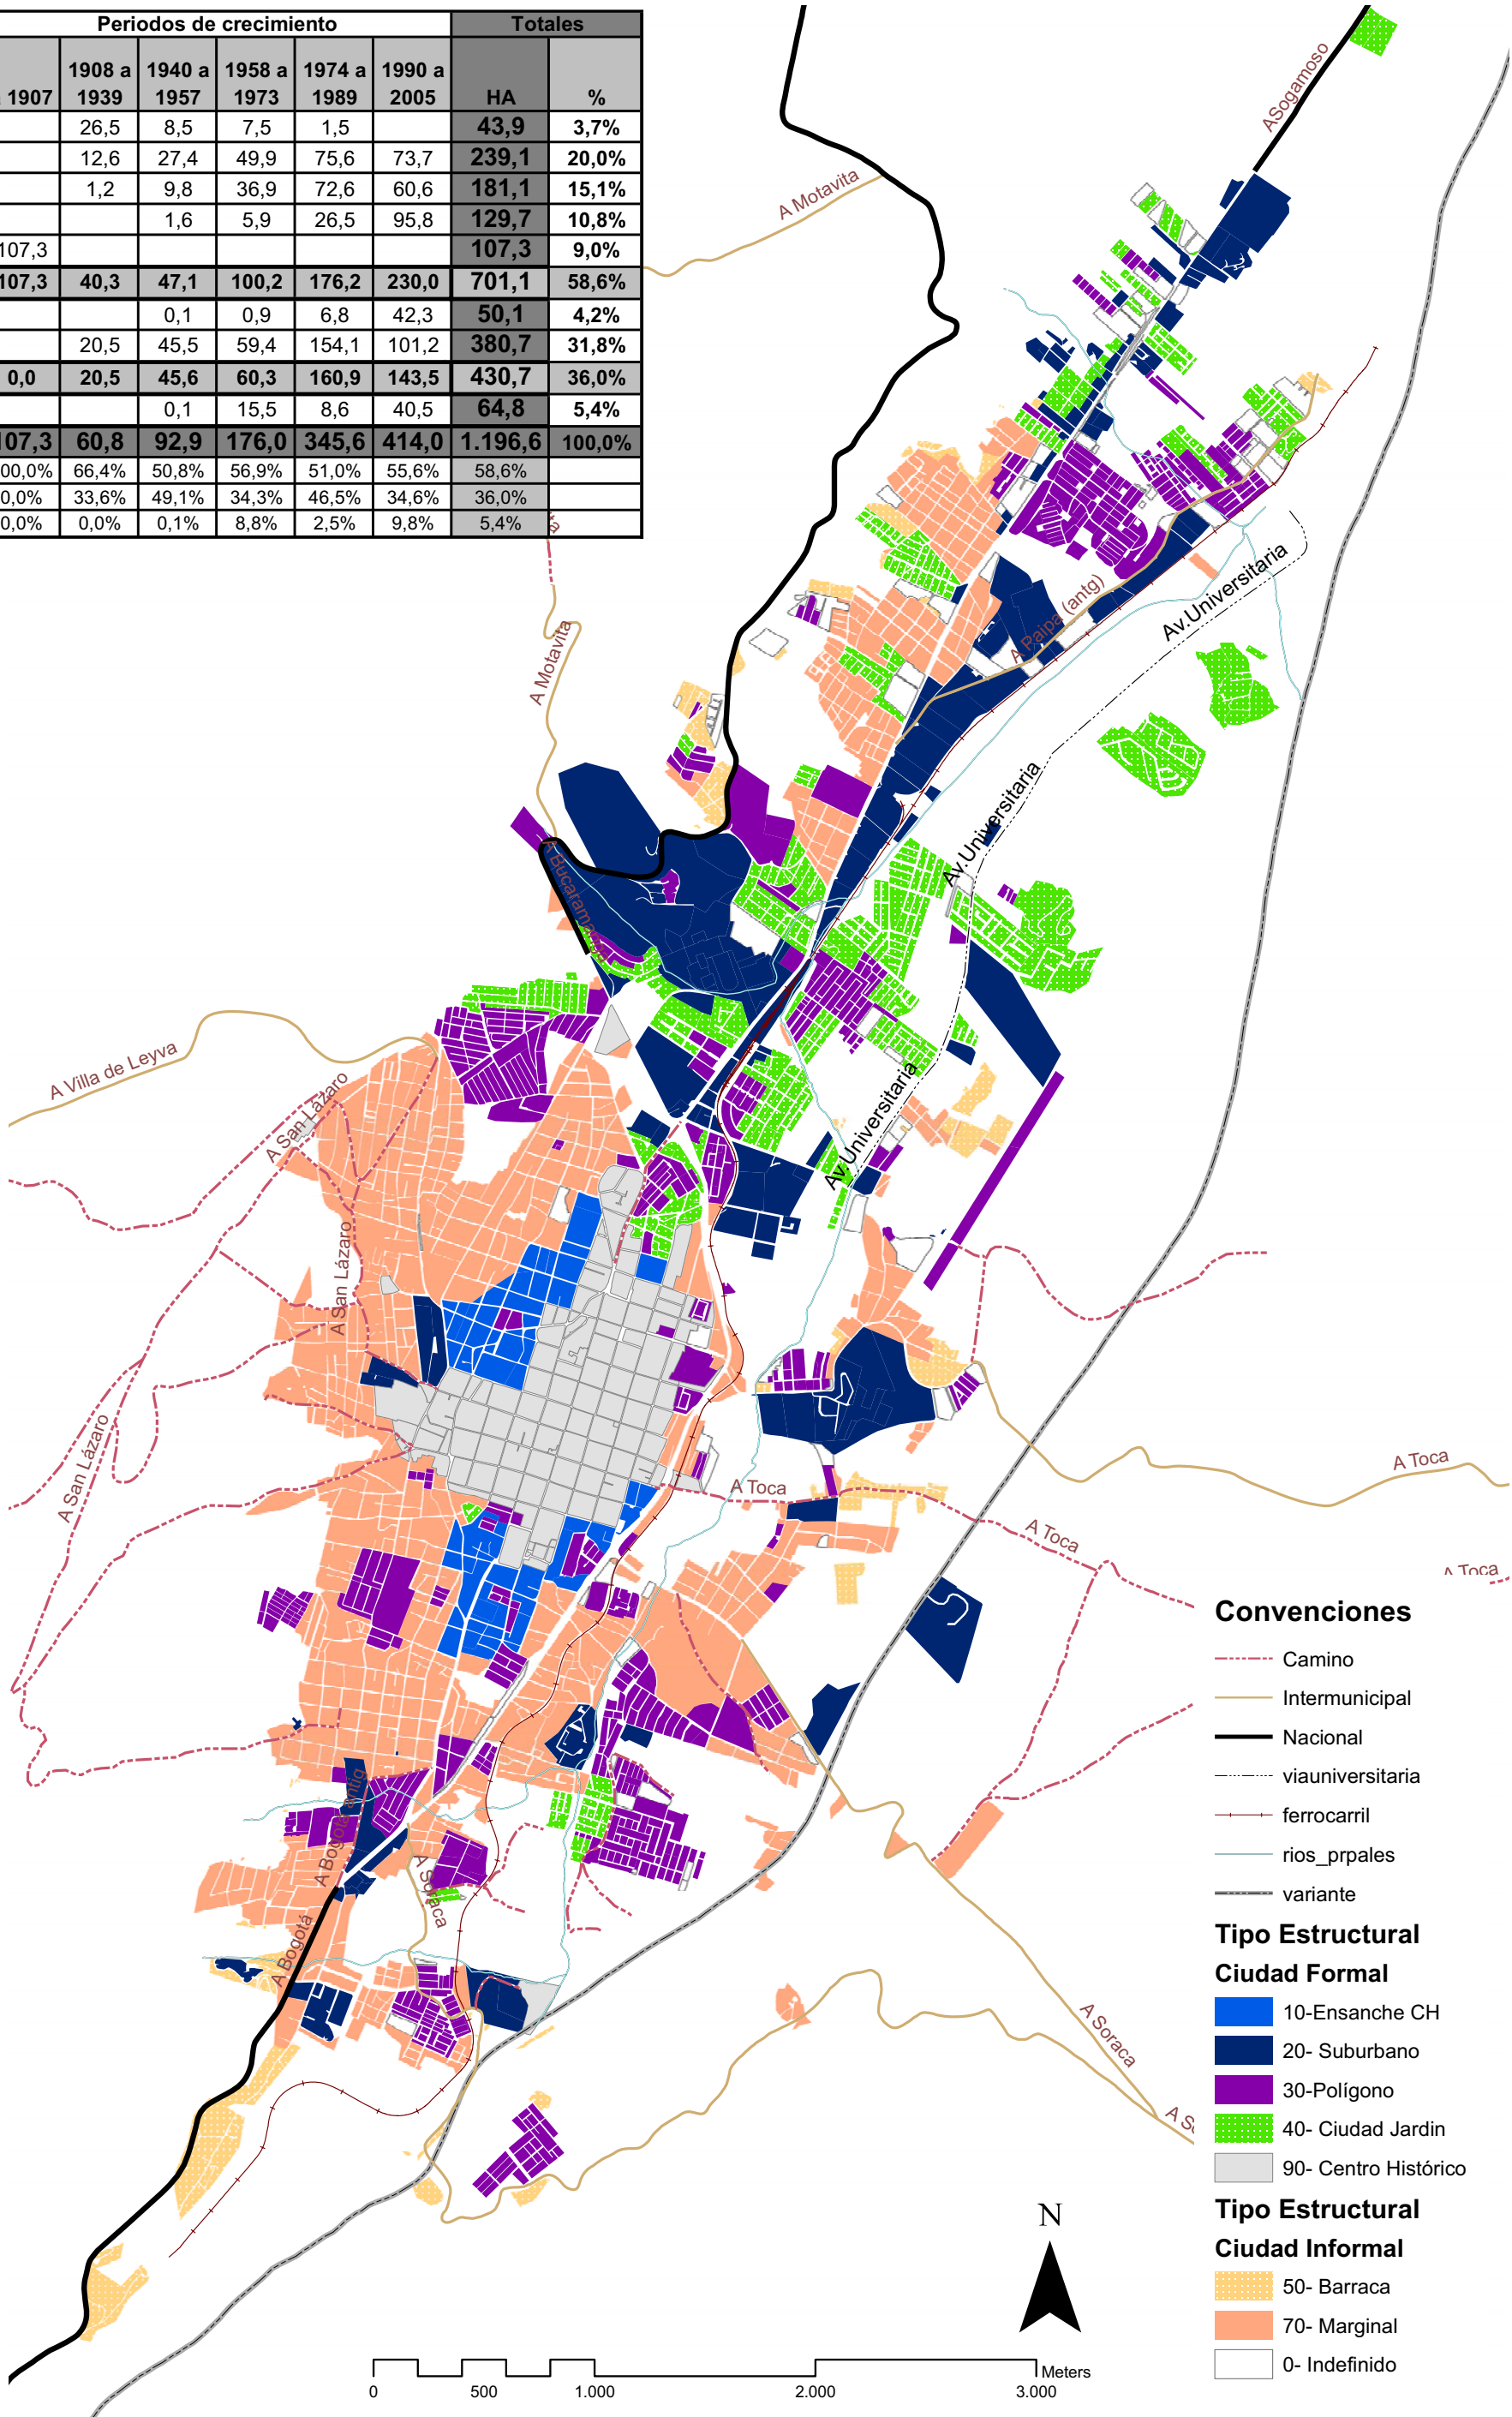 Periodos de crecimiento Totales
1907 1908 a 1939 1940 a 1957 1958 a 1973 1974 a 1989 1990 a 2005 HA %
26,5 8,5 7,5 1,5 43,9 3,7%
12,6 27,4 49,9 75,6 73,7 239,1 20,0%
1,2 9,8 36,9 72,6 60,6 181,1 15,1%
1,6 5,9 26,5 95,8 129,7 10,8%
107,3 107,3 9,0%
107,3 40,3 47,1 100,2 176,2 230,0 701,1 58,6%
0,1 0,9 6,8 42,3 50,1 4,2%
20,5 45,5 59,4 154,1 101,2 380,7 31,8%
0,0 20,5 45,6 60,3 160,9 143,5 430,7 36,0%
0,1 15,5 8,6 40,5 64,8 5,4%
07,3 60,8 92,9 176,0 345,6 414,0 1.196,6 100,0%
00,0% 66,4% 50,8% 56,9% 51,0% 55,6% 58,6%
0,0% 33,6% 49,1% 34,3% 46,5% 34,6% 36,0%
0,0% 0,0% 0,1% 8,8% 2,5% 9,8% 5,4%
ASogamoso
A Motavita
Av.Universitaria
A Paipa (antg)
A Motavita
Av.Universitaria
A Bucaramanga
A Villa de Leyva
A San Lázaro
Av.Universitaria
A San Lázaro
A San Lázaro
A Toca
A Toca
A Toca
A Toca
A Bogotá antig
A Soraca
A Bogotá
A Soraca
A S
Convenciones
Camino
Intermunicipal
Nacional
viauniversitaria
ferrocarril
rios_prpales
variante
Tipo Estructural
Ciudad Formal
10-Ensanche CH
20- Suburbano
30-Polígono
40- Ciudad Jardin
90- Centro Histórico
Tipo Estructural
Ciudad Informal
50- Barraca
70- Marginal
0- Indefinido
N
Meters
0 500 1.000 2.000 3.000